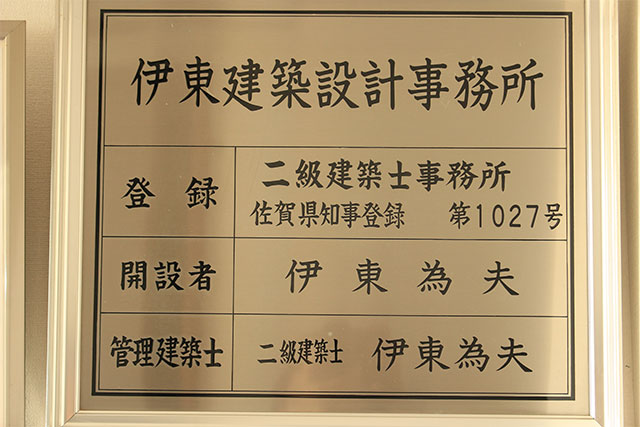 伊東建築設計事務所
登録 二級建築士事務所
佐賀県知事登録 第1027号
開設者 伊東為夫
管理建築士 二級建築士 伊東為夫